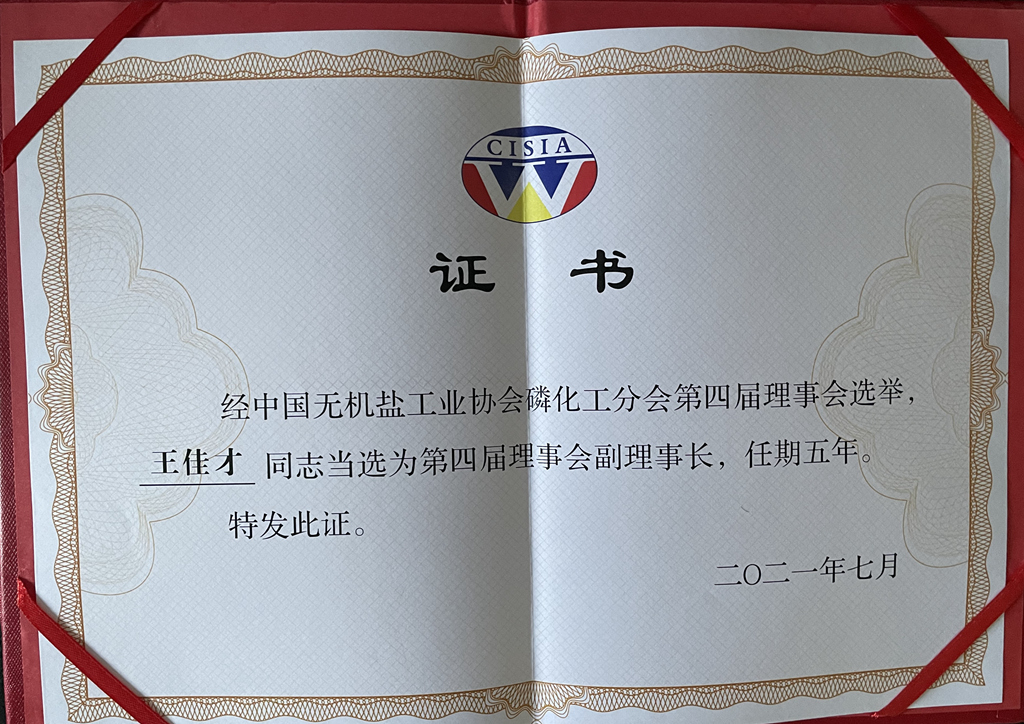 CISIA
证 书
经中国无机盐工业协会磷化工分会第四届理事会选举，
王佳才 同志当选为第四届理事会副理事长，任期五年。
特发此证。
二〇二一年七月